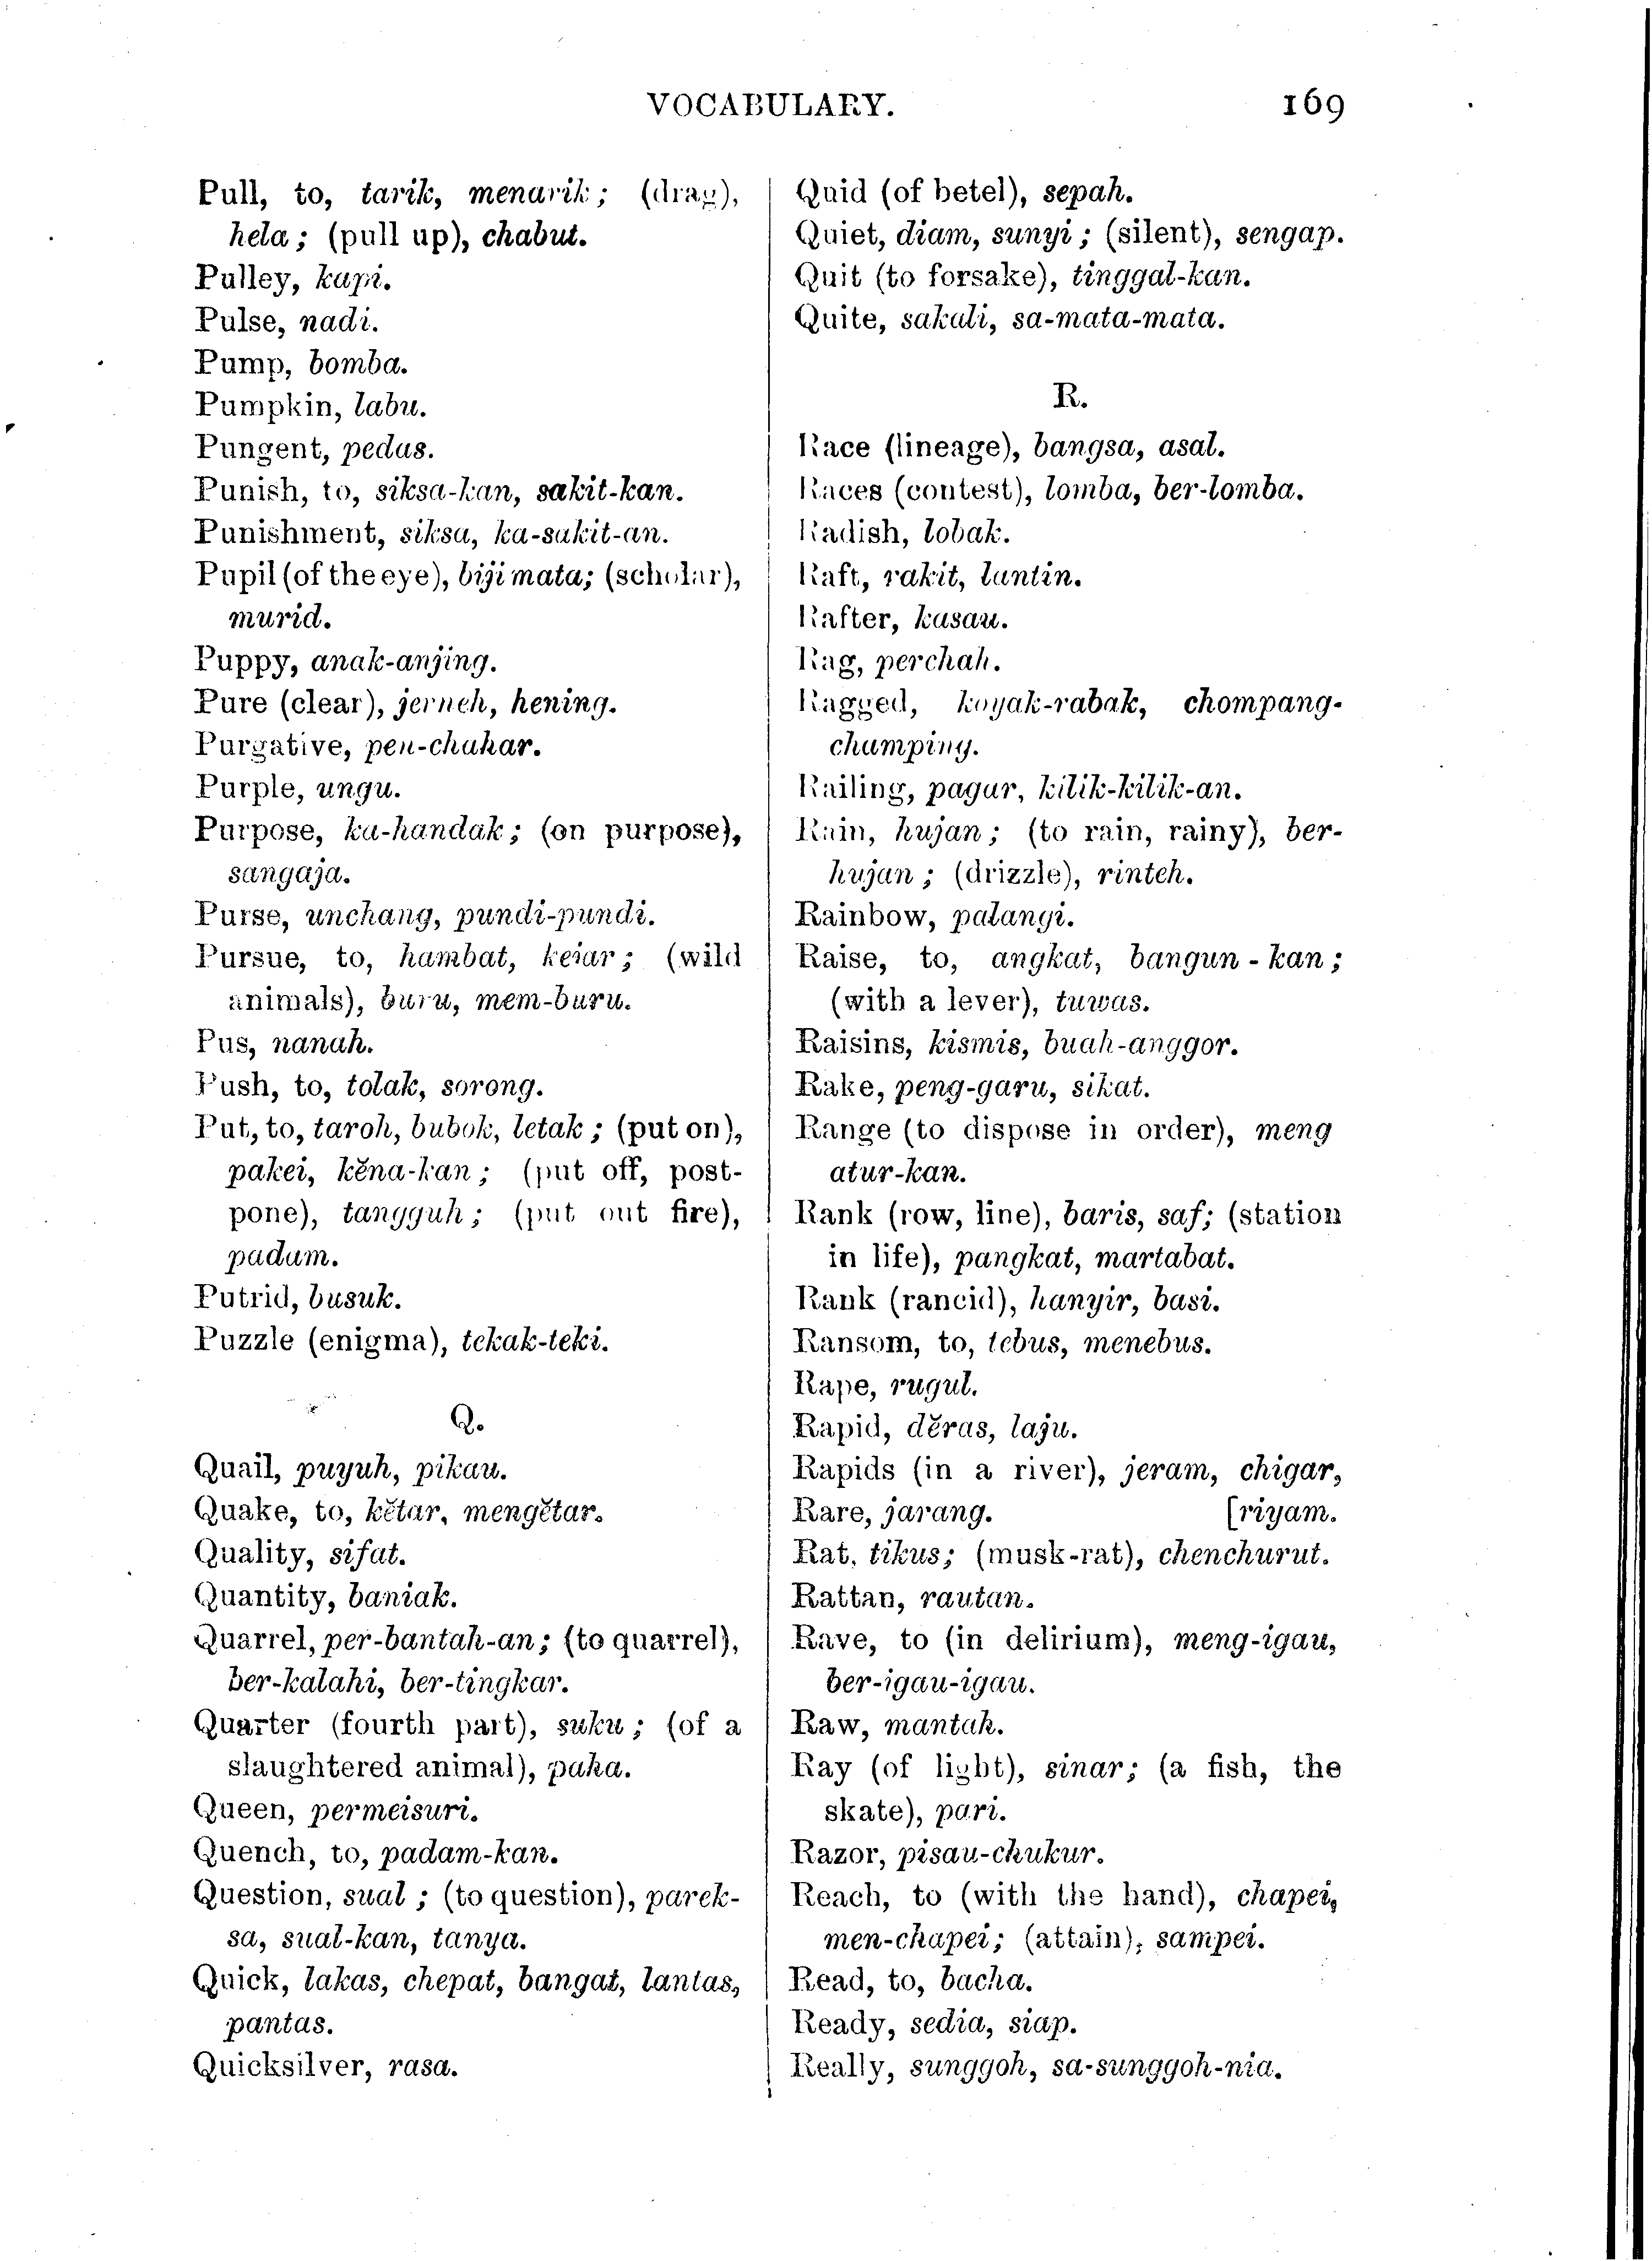 VOCABULARY.
169
Pull, to, tarik, menarik; (drag),
hela; (pull up), chabut.
Pulley, kapi.
Pulse, nadi.
Pump, bomba.
Pumpkin, labu.
Pungent, pedas.
Punish, to, siksa-kan, sakit-kan.
Punishment, siksa, ka-sakit-an.
Pupil (of the eye), biji mata; (scholar),
murid.
Puppy, anak-anjing.
Pure (clear), jerneh, hening.
Purgative, pen-chahar.
Purple, ungu.
Purpose, ka-handak; (on purpose),
sangaja.
Purse, unchang, pundi-pundi.
Pursue, to, hambat, kejar; (wild
animals), buru, mem-buru.
Pus, nanah.
Push, to, tolak, sorong.
Put, to, taroh, bubok, letak; (put on),
pakei, kĕna-kan; (put off, post-
pone), tangguh; (put out fire),
padum.
Putrid, busuk.
Puzzle (enigma), tekak-teki.
Q.
Quail, puyuh, pikau.
Quake, to, kĕtar, mengĕtar.
Quality, sifat.
Quantity, baniak.
Quarrel, per-bantah-an; (to quarrel),
ber-kalahi, ber-tingkar.
Quarter (fourth part), suku; (of a
slaughtered animal), paha.
Queen, permeisuri.
Quench, to, padam-kan.
Question, sual; (to question), parek-
sa, sual-kan, tanya.
Quick, lakas, chepat, bangat, lantas,
pantas.
Quicksilver, rasa.
Quid (of betel), sepah.
Quiet, diam, sunyi; (silent), sengap.
Quit (to forsake), tinggal-kan.
Quite, sakali, sa-mata-mata.
R.
Race (lineage), bangsa, asal.
Races (contest), lomba, ber-lomba.
Radish, lobak.
Raft, rakit, luntin.
Rafter, kasau.
Rag, perchah.
Ragged, koyak-rabak, chompang-
champing.
Railing, pagar, kilik-kilik-an.
Rain, hujan; (to rain, rainy), ber-
hujan; (drizzle), rinteh.
Rainbow, palangi.
Raise, to, angkat, bangun-kan;
(with a lever), tuwas.
Raisins, kismis, buah-anggor.
Rake, peng-garu, sikat.
Range (to dispose in order), meng
atur-kan.
Rank (row, line), baris, saf; (station
in life), pangkat, martabat.
Rank (rancid), hanyir, basi.
Ransom, to, tebus, menebus.
Rape, rugul.
Rapid, dĕras, laju.
Rapids (in a river), jeram, chigar,
Rare, jarang. [riyam.
Rat, tikus; (musk-rat), chenchurut.
Rattan, rautan.
Rave, to (in delirium), meng-igau,
ber-igau-igau.
Raw, mantah.
Ray (of light), sinar; (a fish, the
skate), pari.
Razor, pisau-chukur.
Reach, to (with the hand), chapei,
men-chapei; (attain), sampei.
Read, to, bacha.
Ready, sedia, siap.
Really, sunggoh, sa-sunggoh-nia.